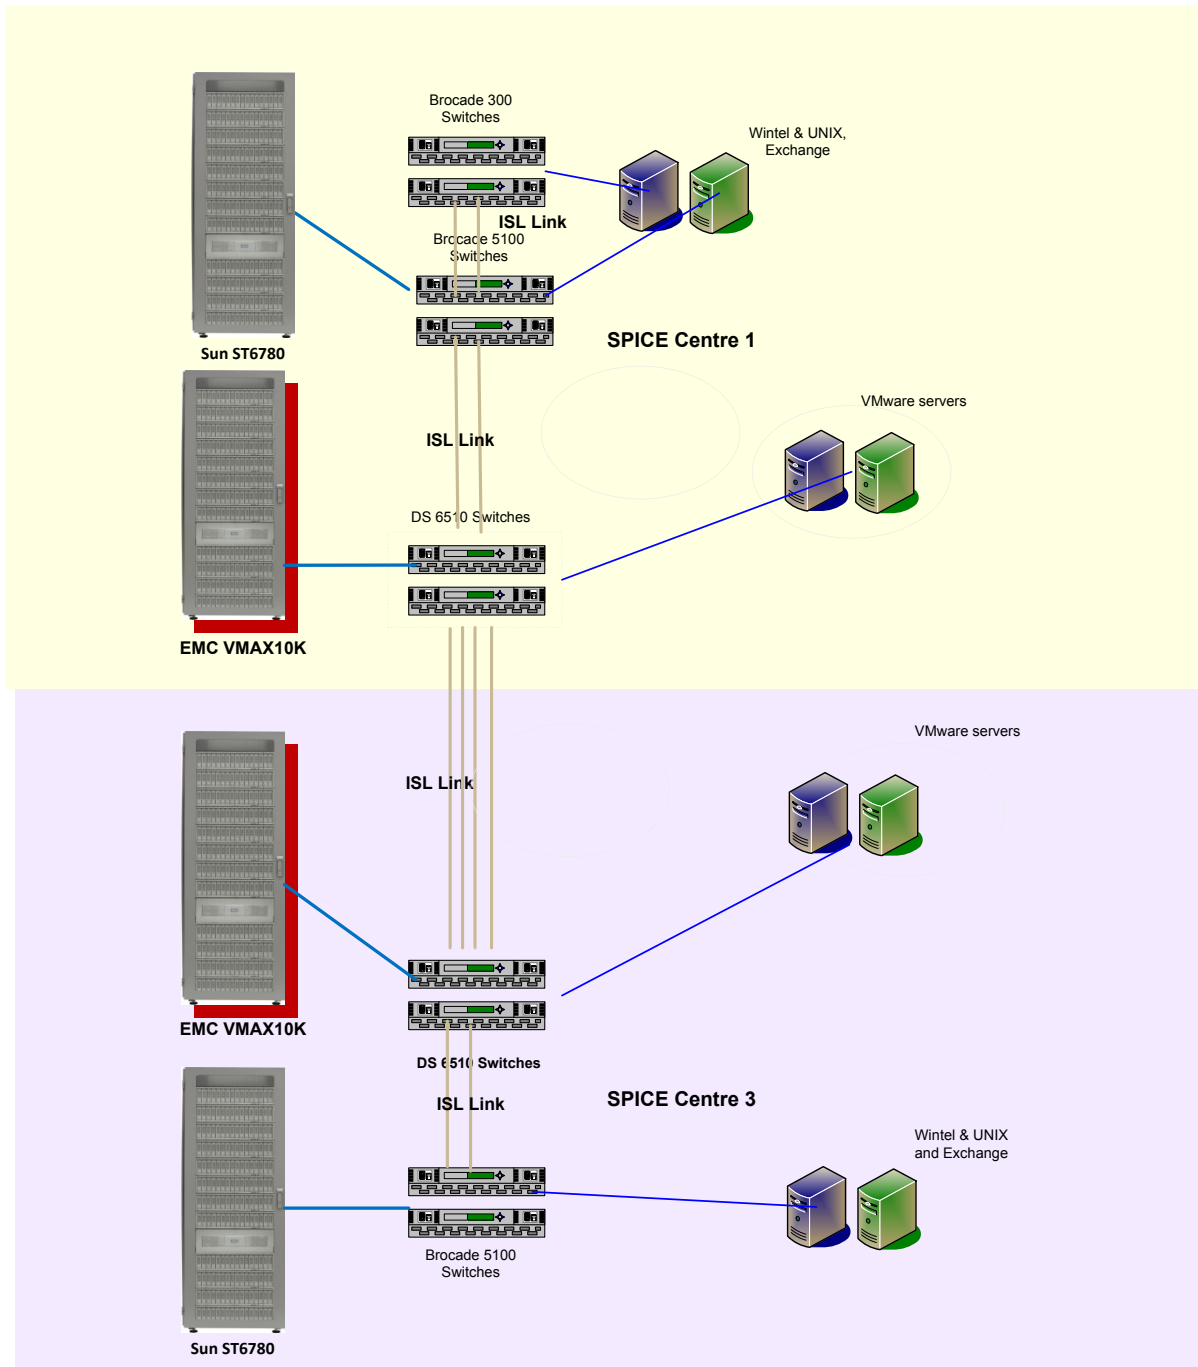 Brocade 300
Switches
Wintel & UNIX,
Exchange
ISL Link
Brocade 5100
Switches
SPICE Centre 1
Sun ST6780
VMware servers
ISL Link
DS 6510 Switches
EMC VMAX10K
VMware servers
ISL Link
EMC VMAX10K
DS 6510 Switches
SPICE Centre 3
ISL Link
Wintel & UNIX
and Exchange
Brocade 5100
Switches
Sun ST6780